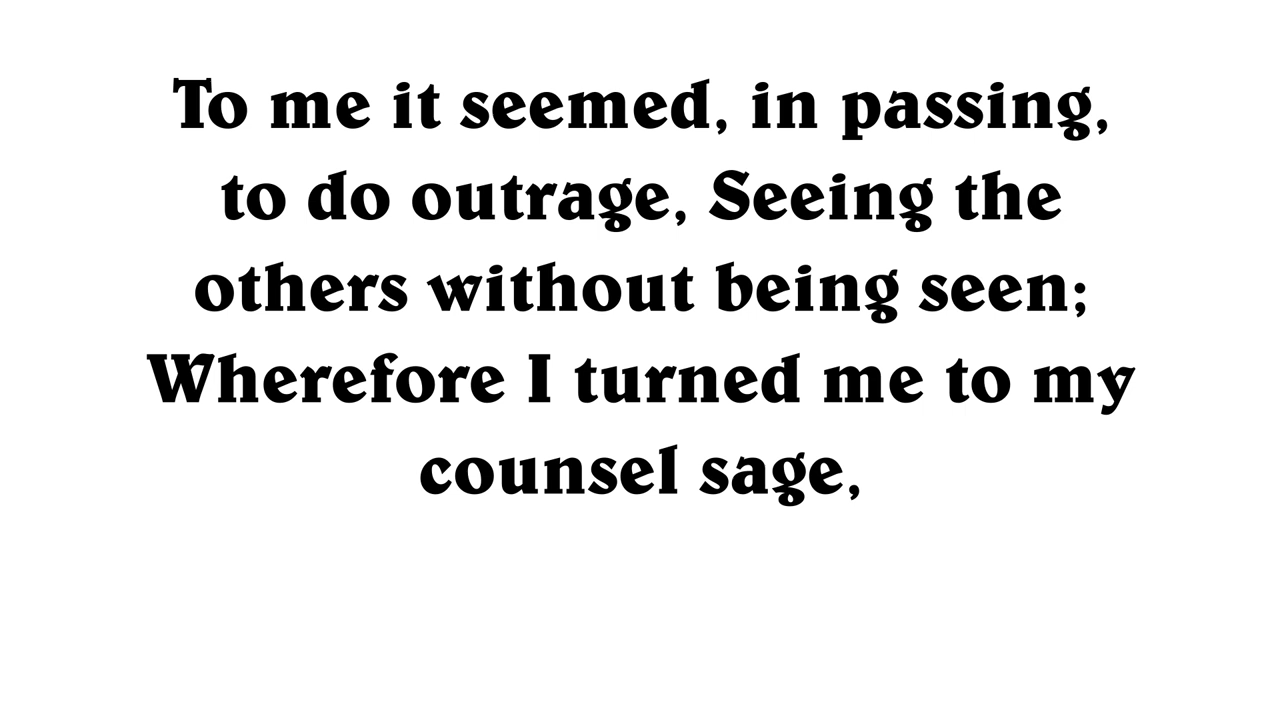 To me it seemed, in passing,
to do outrage, Seeing the
others without being seen;
Wherefore I turned me to my
counsel sage,